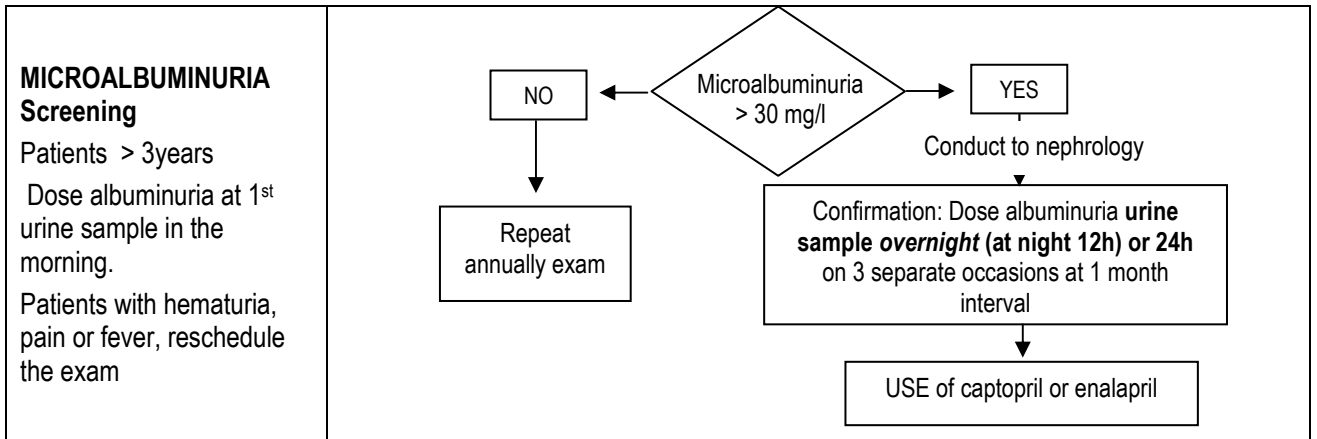 MICROALBUMINURIA
Screening
Patients > 3years
Dose albuminuria at 1st
urine sample in the
morning.
Patients with hematuria,
pain or fever, reschedule
the exam
NO
Microalbuminuria
> 30 mg/l
YES
Conduct to nephrology
Repeat
annually exam
Confirmation: Dose albuminuria urine
sample overnight (at night 12h) or 24h
on 3 separate occasions at 1 month
interval
USE of captopril or enalapril